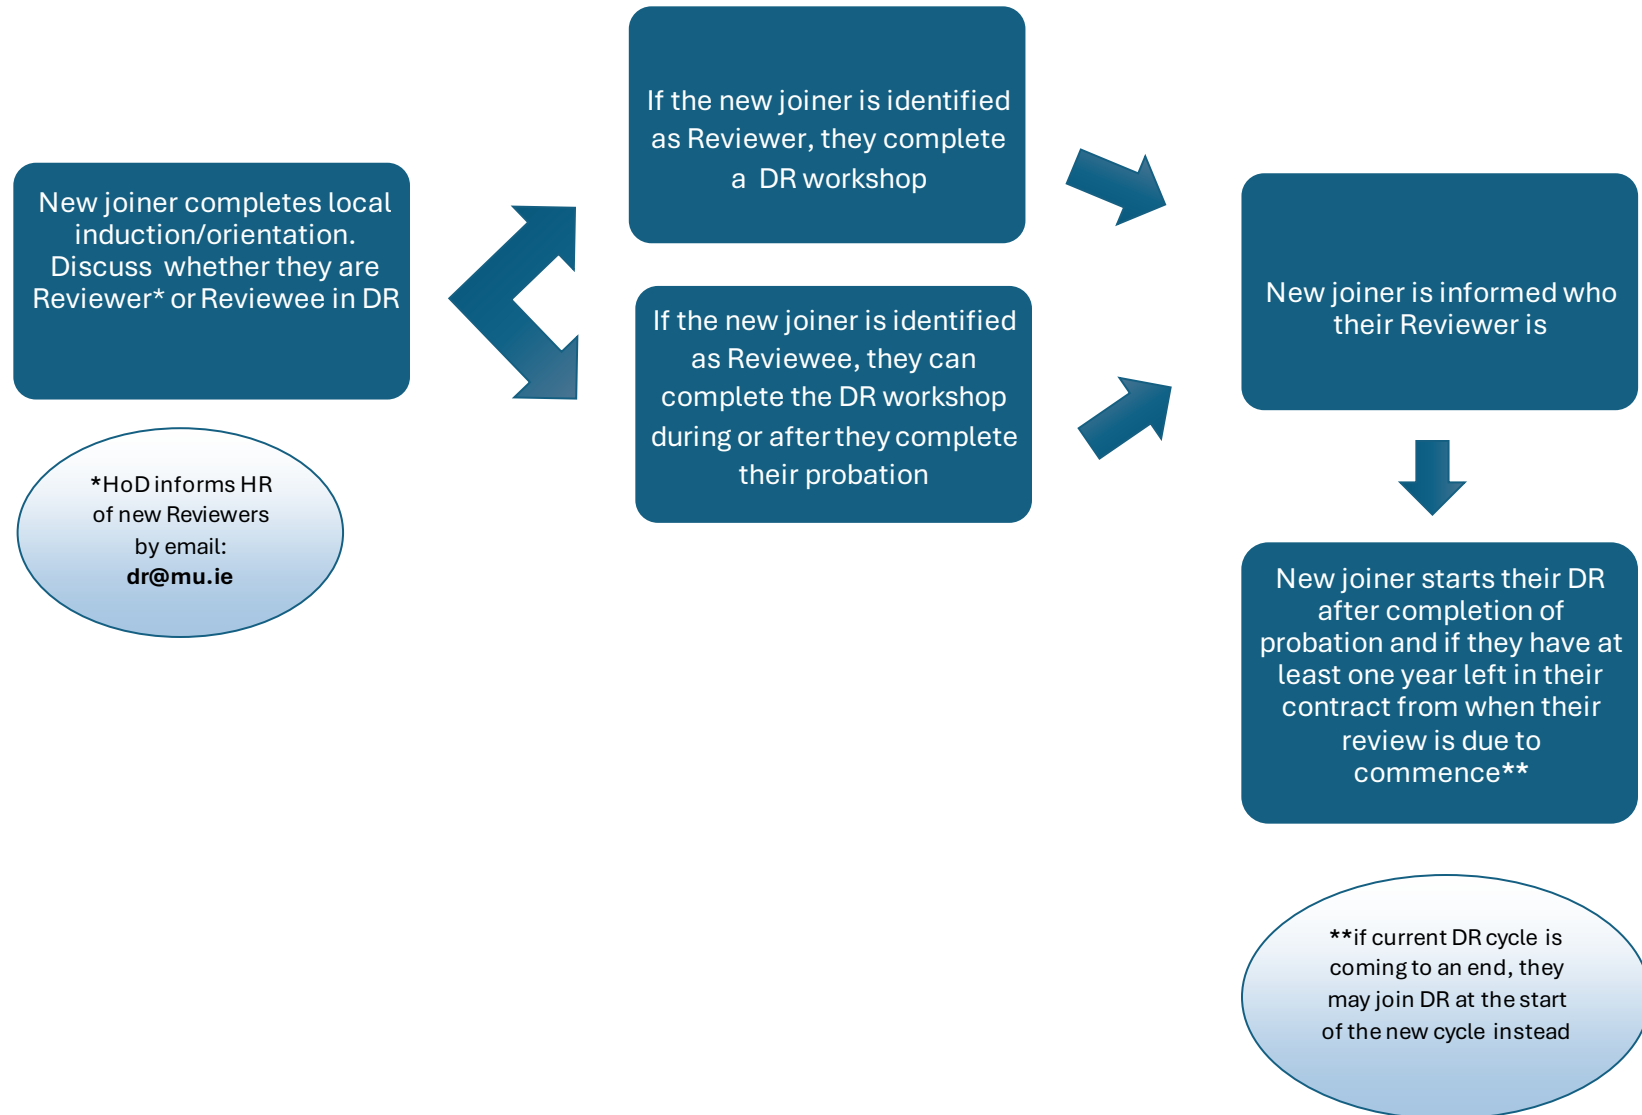 New joiner completes local
induction/orientation.
Discuss whether they are
Reviewer* or Reviewee in DR
*HoD informs HR
of new Reviewers
by email:
dr@mu.ie
If the new joiner is identified
as Reviewer, they complete
a DR workshop
If the new joiner is identified
as Reviewee, they can
complete the DR workshop
during or after they complete
their probation
New joiner is informed who
their Reviewer is
New joiner starts their DR
after completion of
probation and if they have at
least one year left in their
contract from when their
review is due to
commence**
**if current DR cycle is
coming to an end, they
may join DR at the start
of the new cycle instead